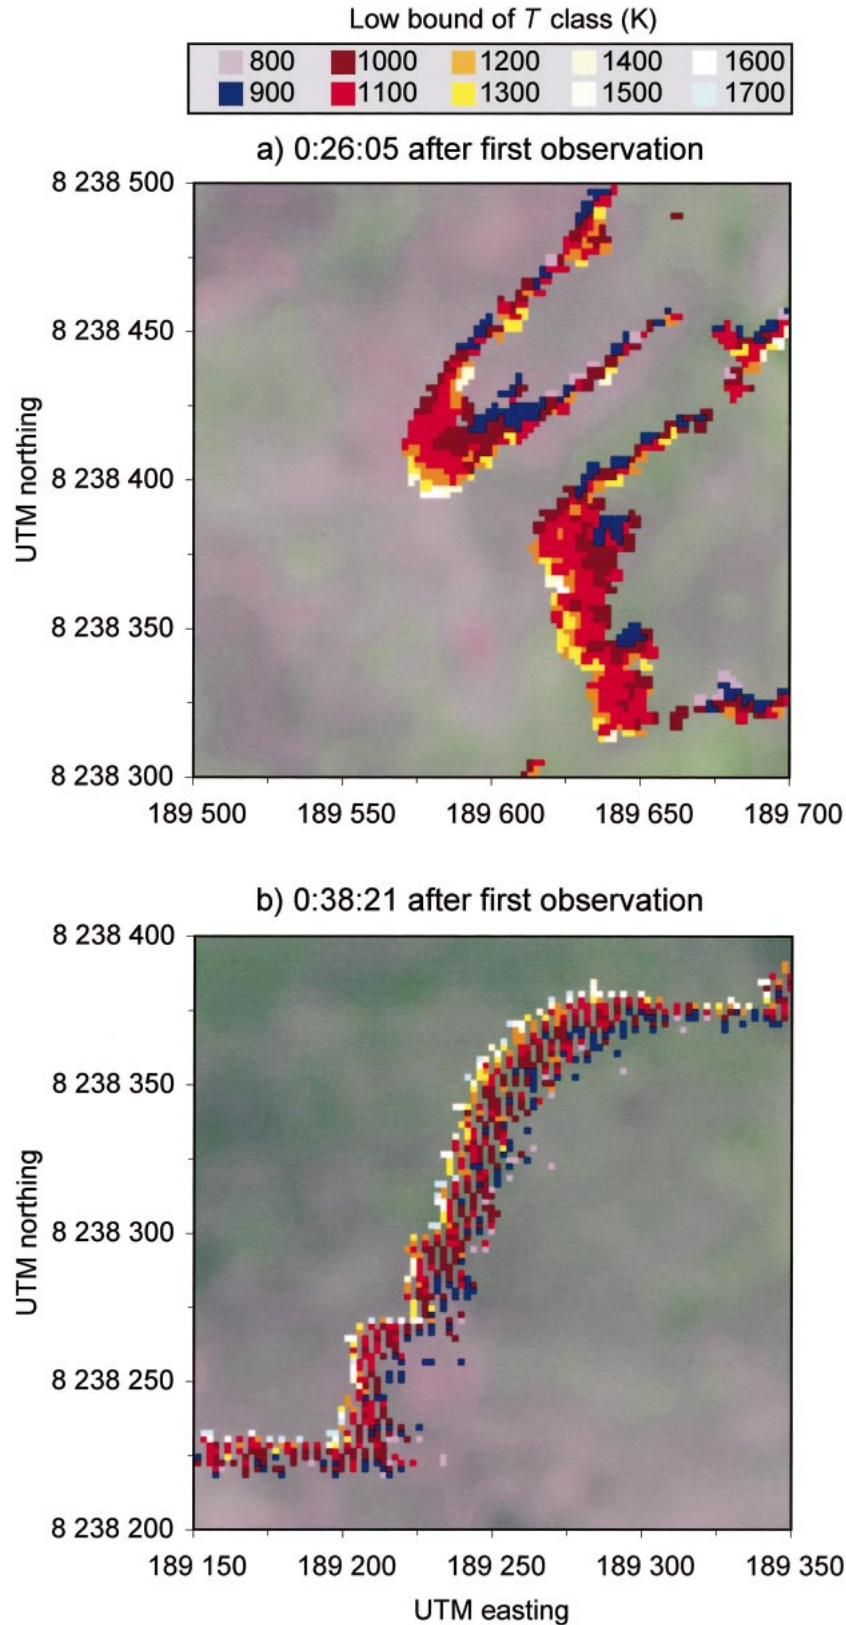 Low bound of T class (K)
800 1000 1200 1400 1600
900 1100 1300 1500 1700
a) 0:26:05 after first observation
8 238 500
8 238 450
8 238 400
8 238 350
8 238 300
UTM northing
189 500 189 550 189 600 189 650 189 700
b) 0:38:21 after first observation
8 238 400
8 238 350
8 238 300
8 238 250
8 238 200
UTM northing
189 150 189 200 189 250 189 300 189 350
UTM easting